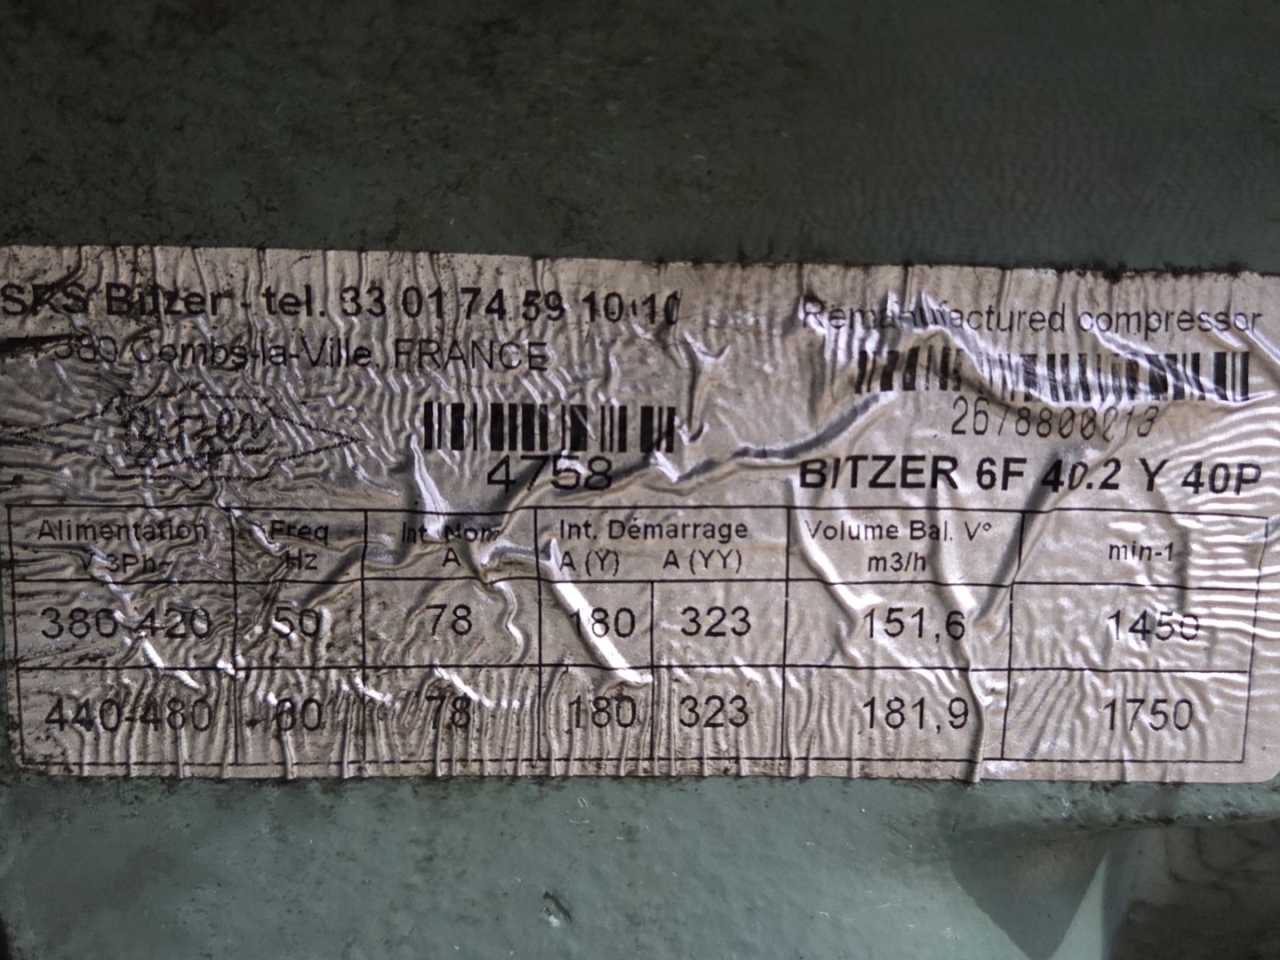 SRS Bitzer - tel. 33 01 74 59 10 10
380 Combs-la-Ville, FRANCE
Remanufactured compressor
Bitzer
4758
BITZER 6F 40.2 Y 40P
Alimentation Freq Int. Nom Int. Démarrage Volume Bal. V° min-1
V 3Ph~ Hz A A (Y) A (YY) m3/h
380-420 50 78 180 323 151,6 1450
440-480 60 78 180 323 181,9 1750